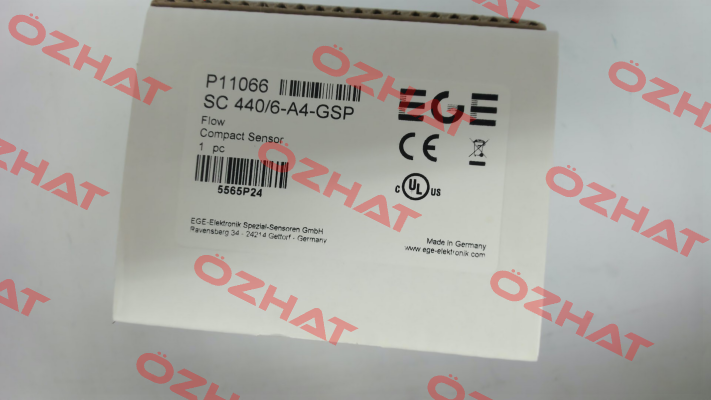 P11066
SC 440/6-A4-GSP
Flow
Compact Sensor
1 pc
5565P24
EGE-Elektronik Spezial-Sensoren GmbH
Ravensberg 34 - 24214 Gettorf - Germany
EGE
CE
c UL US
Made in Germany
www.ege-elektronik.com
ÖZHAT
ÖZHAT
ÖZHAT
ÖZHAT
ÖZHAT
ÖZHAT
ÖZHAT
ÖZHAT
ÖZHAT
ÖZHAT